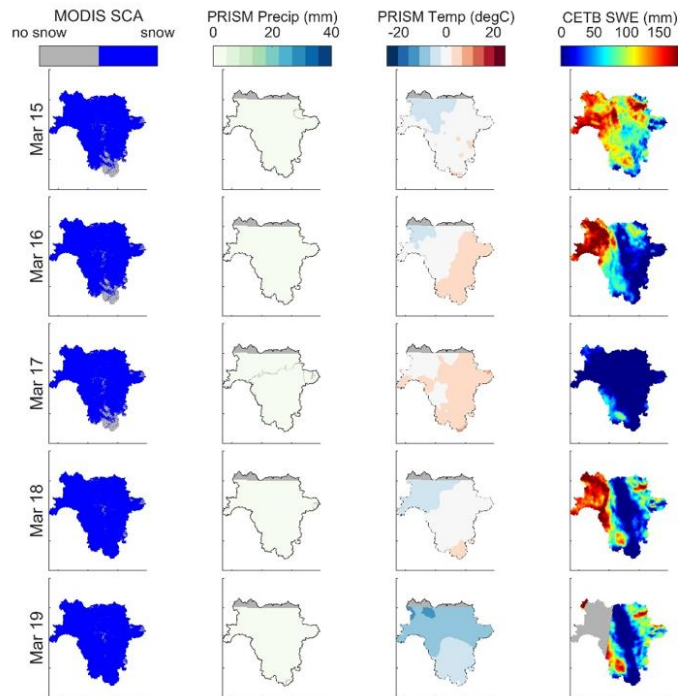 MODIS SCA PRISM Precip (mm) PRISM Temp (degC) CETB SWE (mm)
no snow snow 0 20 40 -20 0 20 0 50 100 150
Mar 15
Mar 16
Mar 17
Mar 18
Mar 19